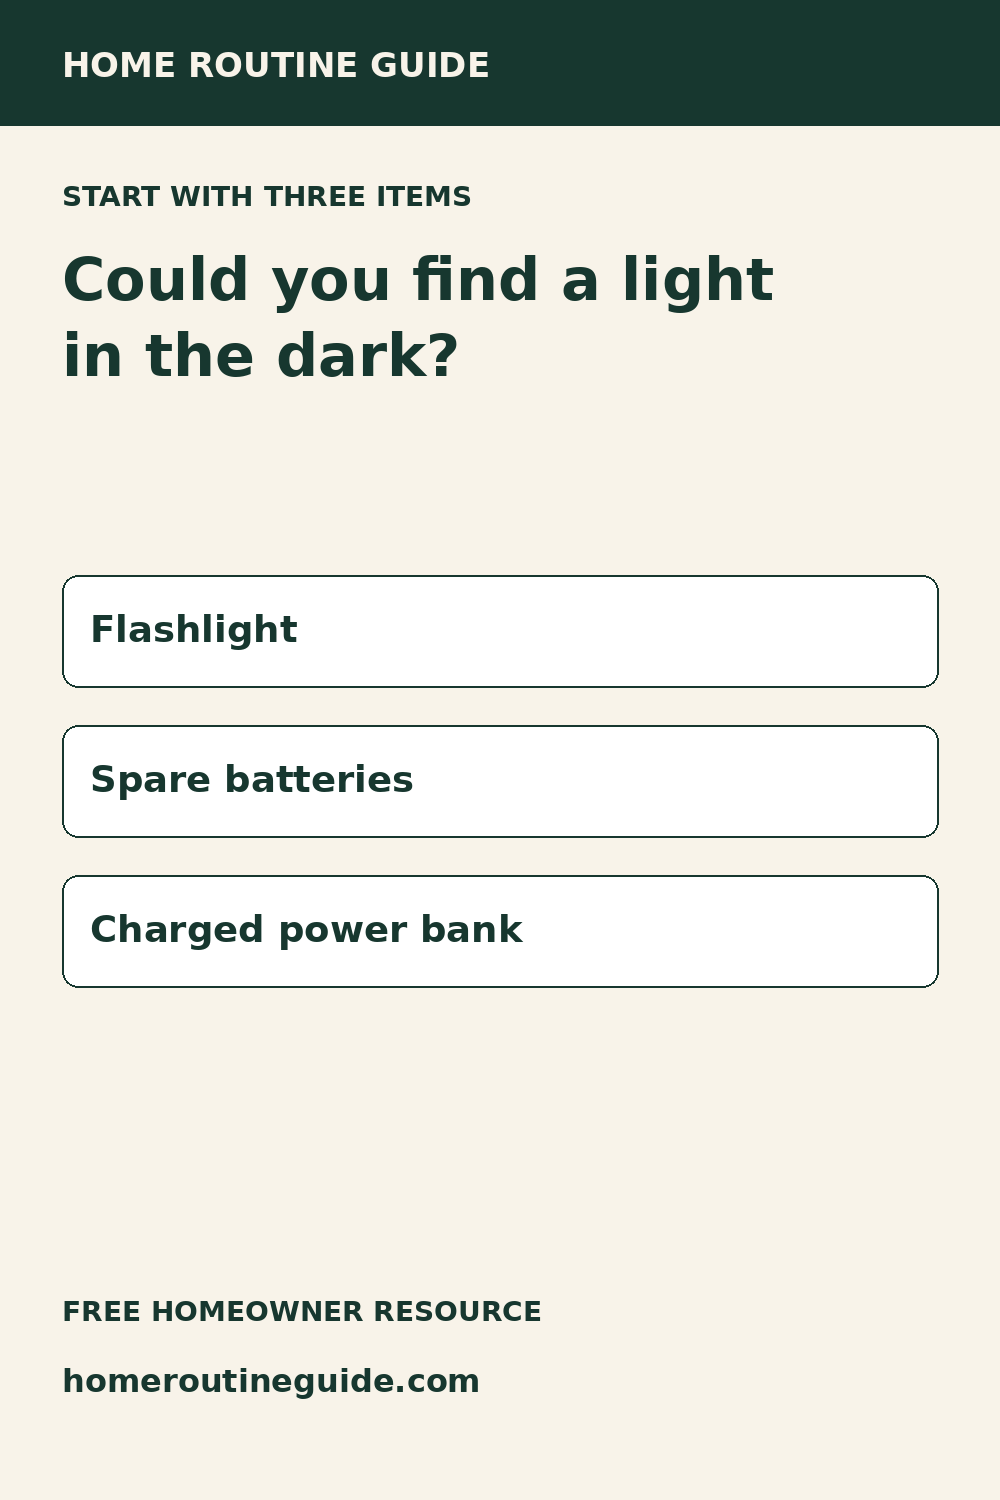 HOME ROUTINE GUIDE
START WITH THREE ITEMS
Could you find a light
in the dark?
Flashlight
Spare batteries
Charged power bank
FREE HOMEOWNER RESOURCE
homeroutineguide.com